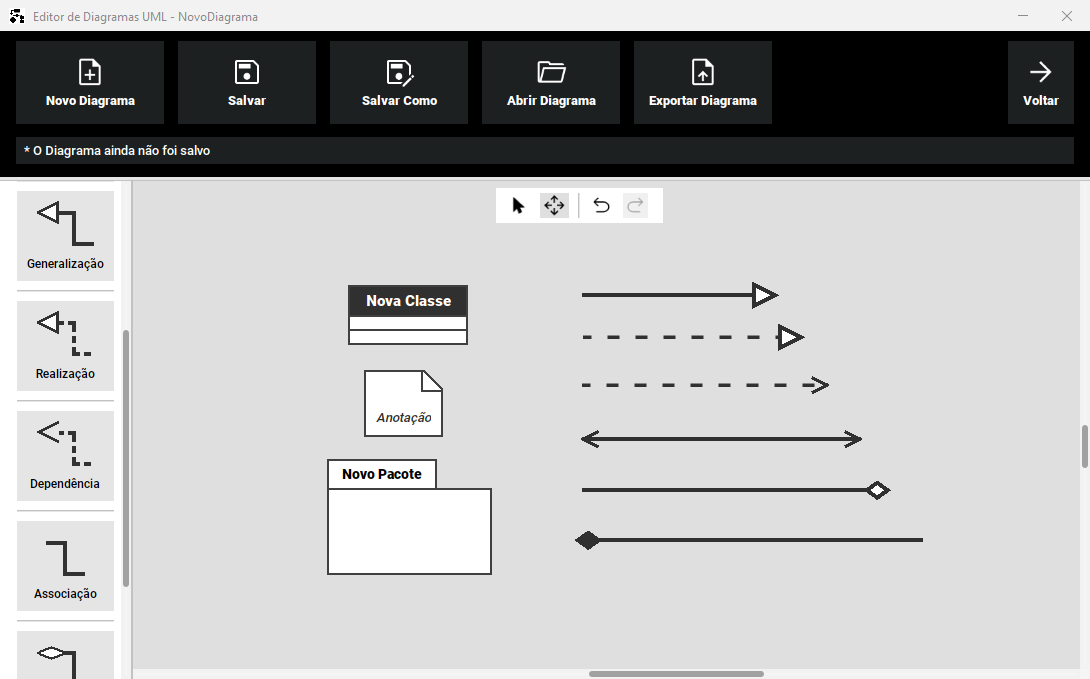 Editor de Diagramas UML - NovoDiagrama
Novo Diagrama
Salvar
Salvar Como
Abrir Diagrama
Exportar Diagrama
Voltar
* O Diagrama ainda não foi salvo
Generalização
Realização
Dependência
Associação
Nova Classe
Anotação
Novo Pacote